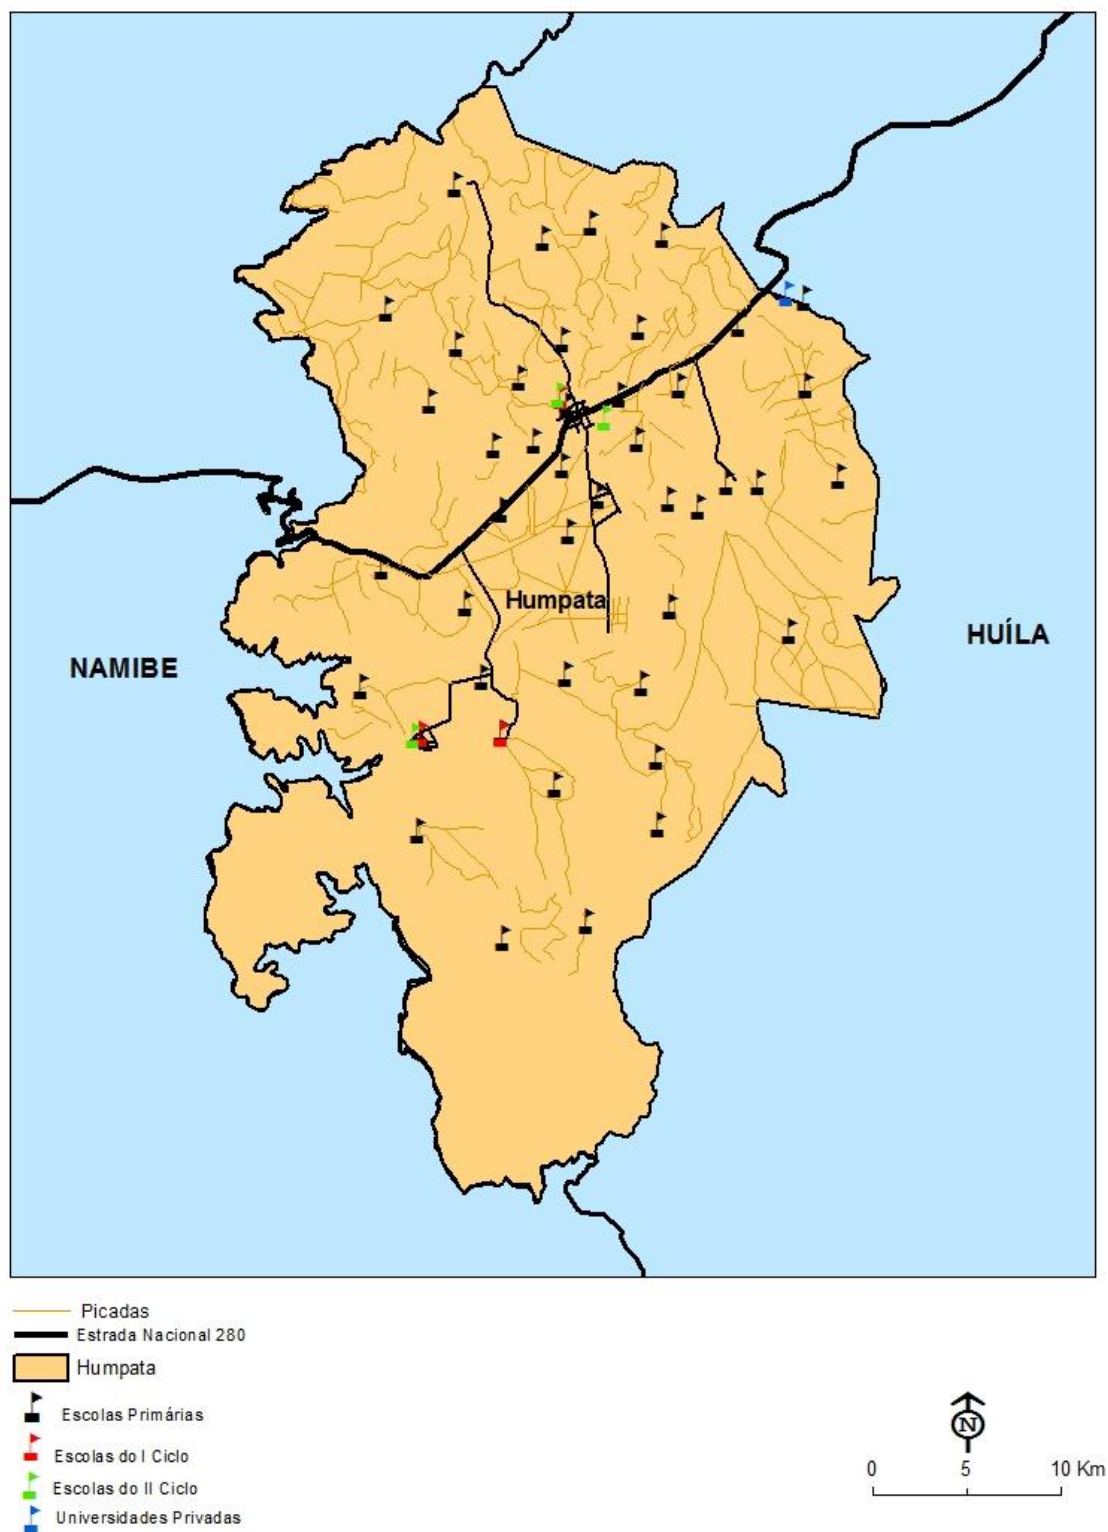 Humpata
HUÍLA
NAMIBE
Picadas
Estrada Nacional 280
Humpata
Escolas Primárias
Escolas do I Ciclo
Escolas do II Ciclo
Universidades Privadas
N
0 5 10 Km